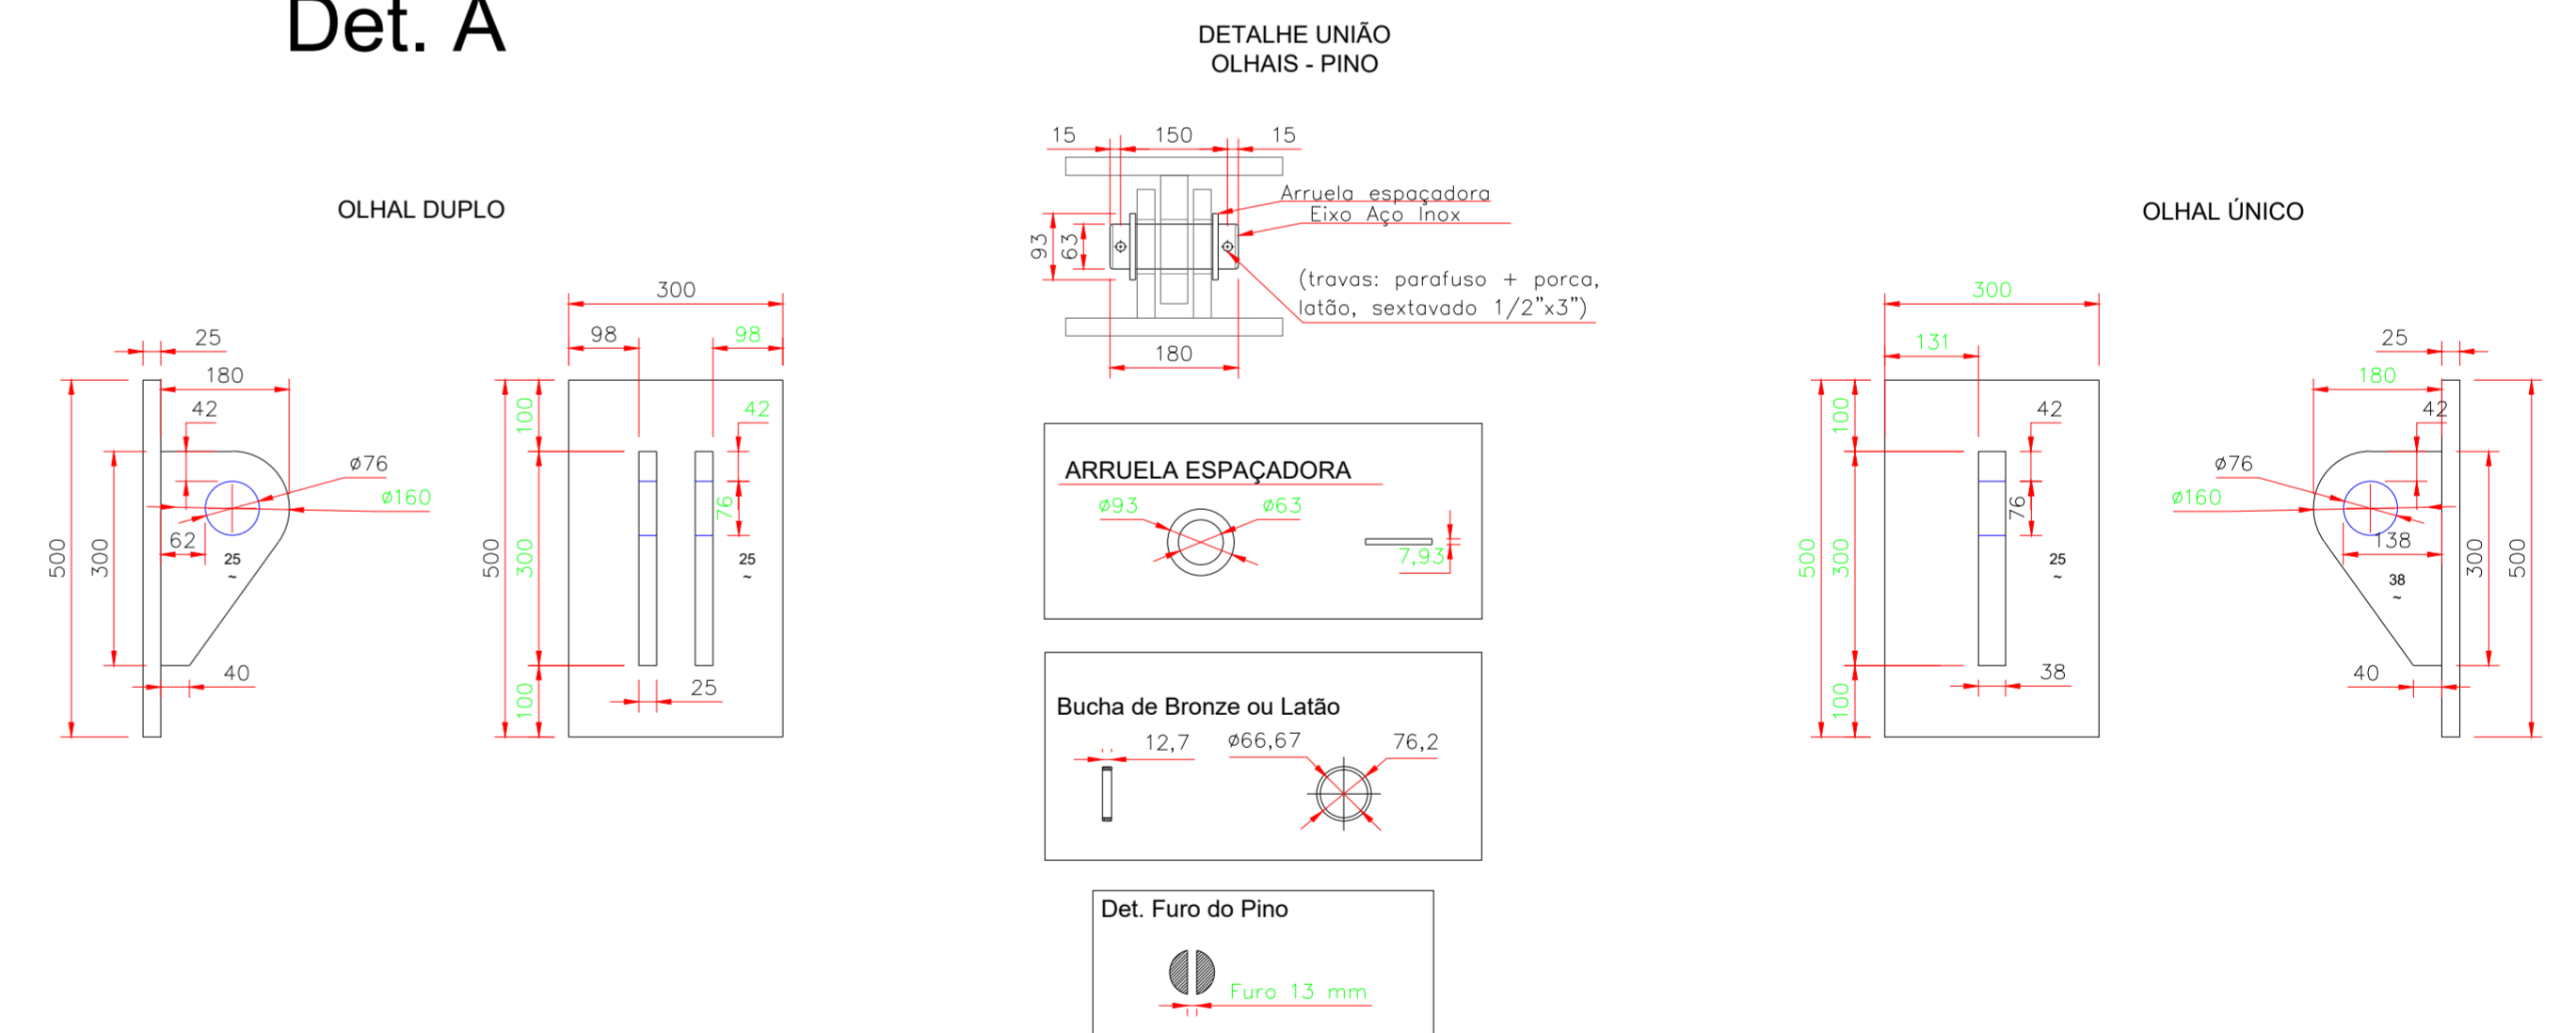 Det. A
DETALHE UNIÃO
OLHAIS - PINO
15
150
15
Arruela espaçadora
Eixo Aço Inox
93
63
(travas: parafuso + porca,
latão, sextavado 1/2"x3")
180
OLHAL DUPLO
25
180
42
ø76
ø160
500
300
62
25
~
40
300
98
98
100
42
76
500
300
25
~
25
100
ARRUELA ESPAÇADORA
ø93
ø63
7,93
Bucha de Bronze ou Latão
12,7
ø66,67
76,2
Det. Furo do Pino
Furo 13 mm
OLHAL ÚNICO
300
131
100
42
76
500
300
25
~
38
100
25
180
42
ø76
ø160
138
38
~
300
500
40